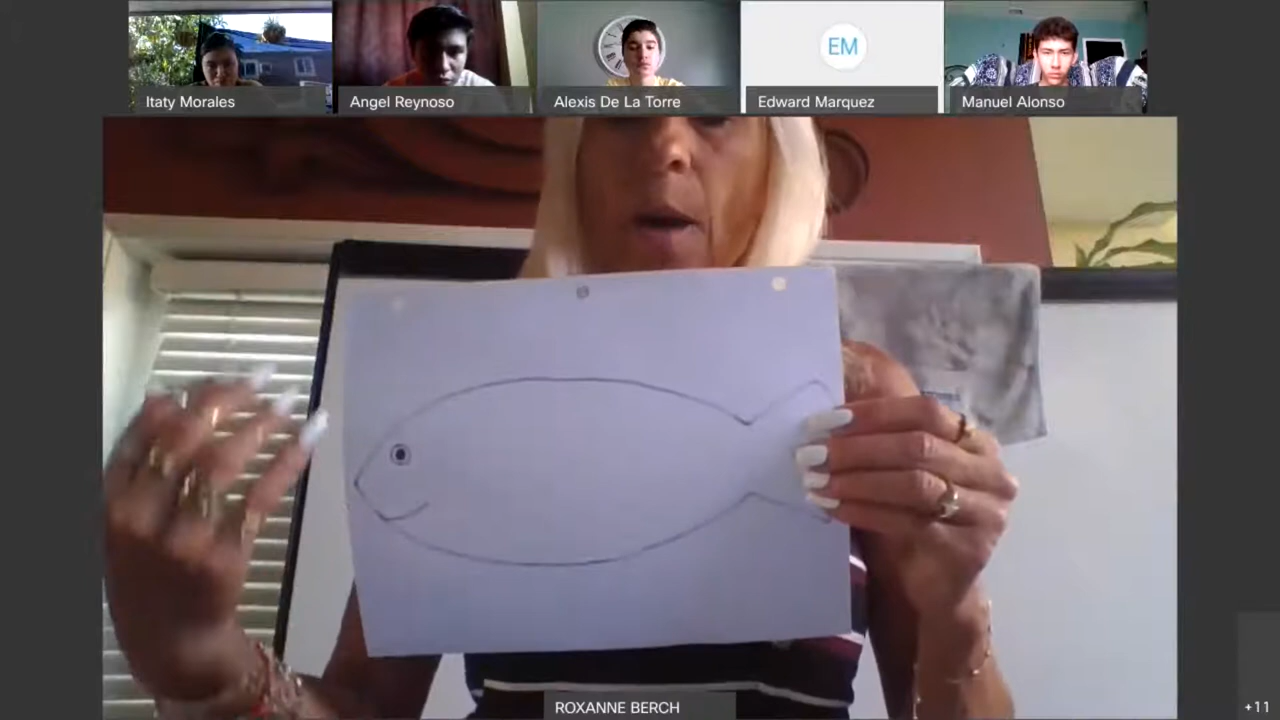 Itaty Morales
Angel Reynoso
Alexis De La Torre
EM
Edward Marquez
Manuel Alonso
ROXANNE BERCH
+11